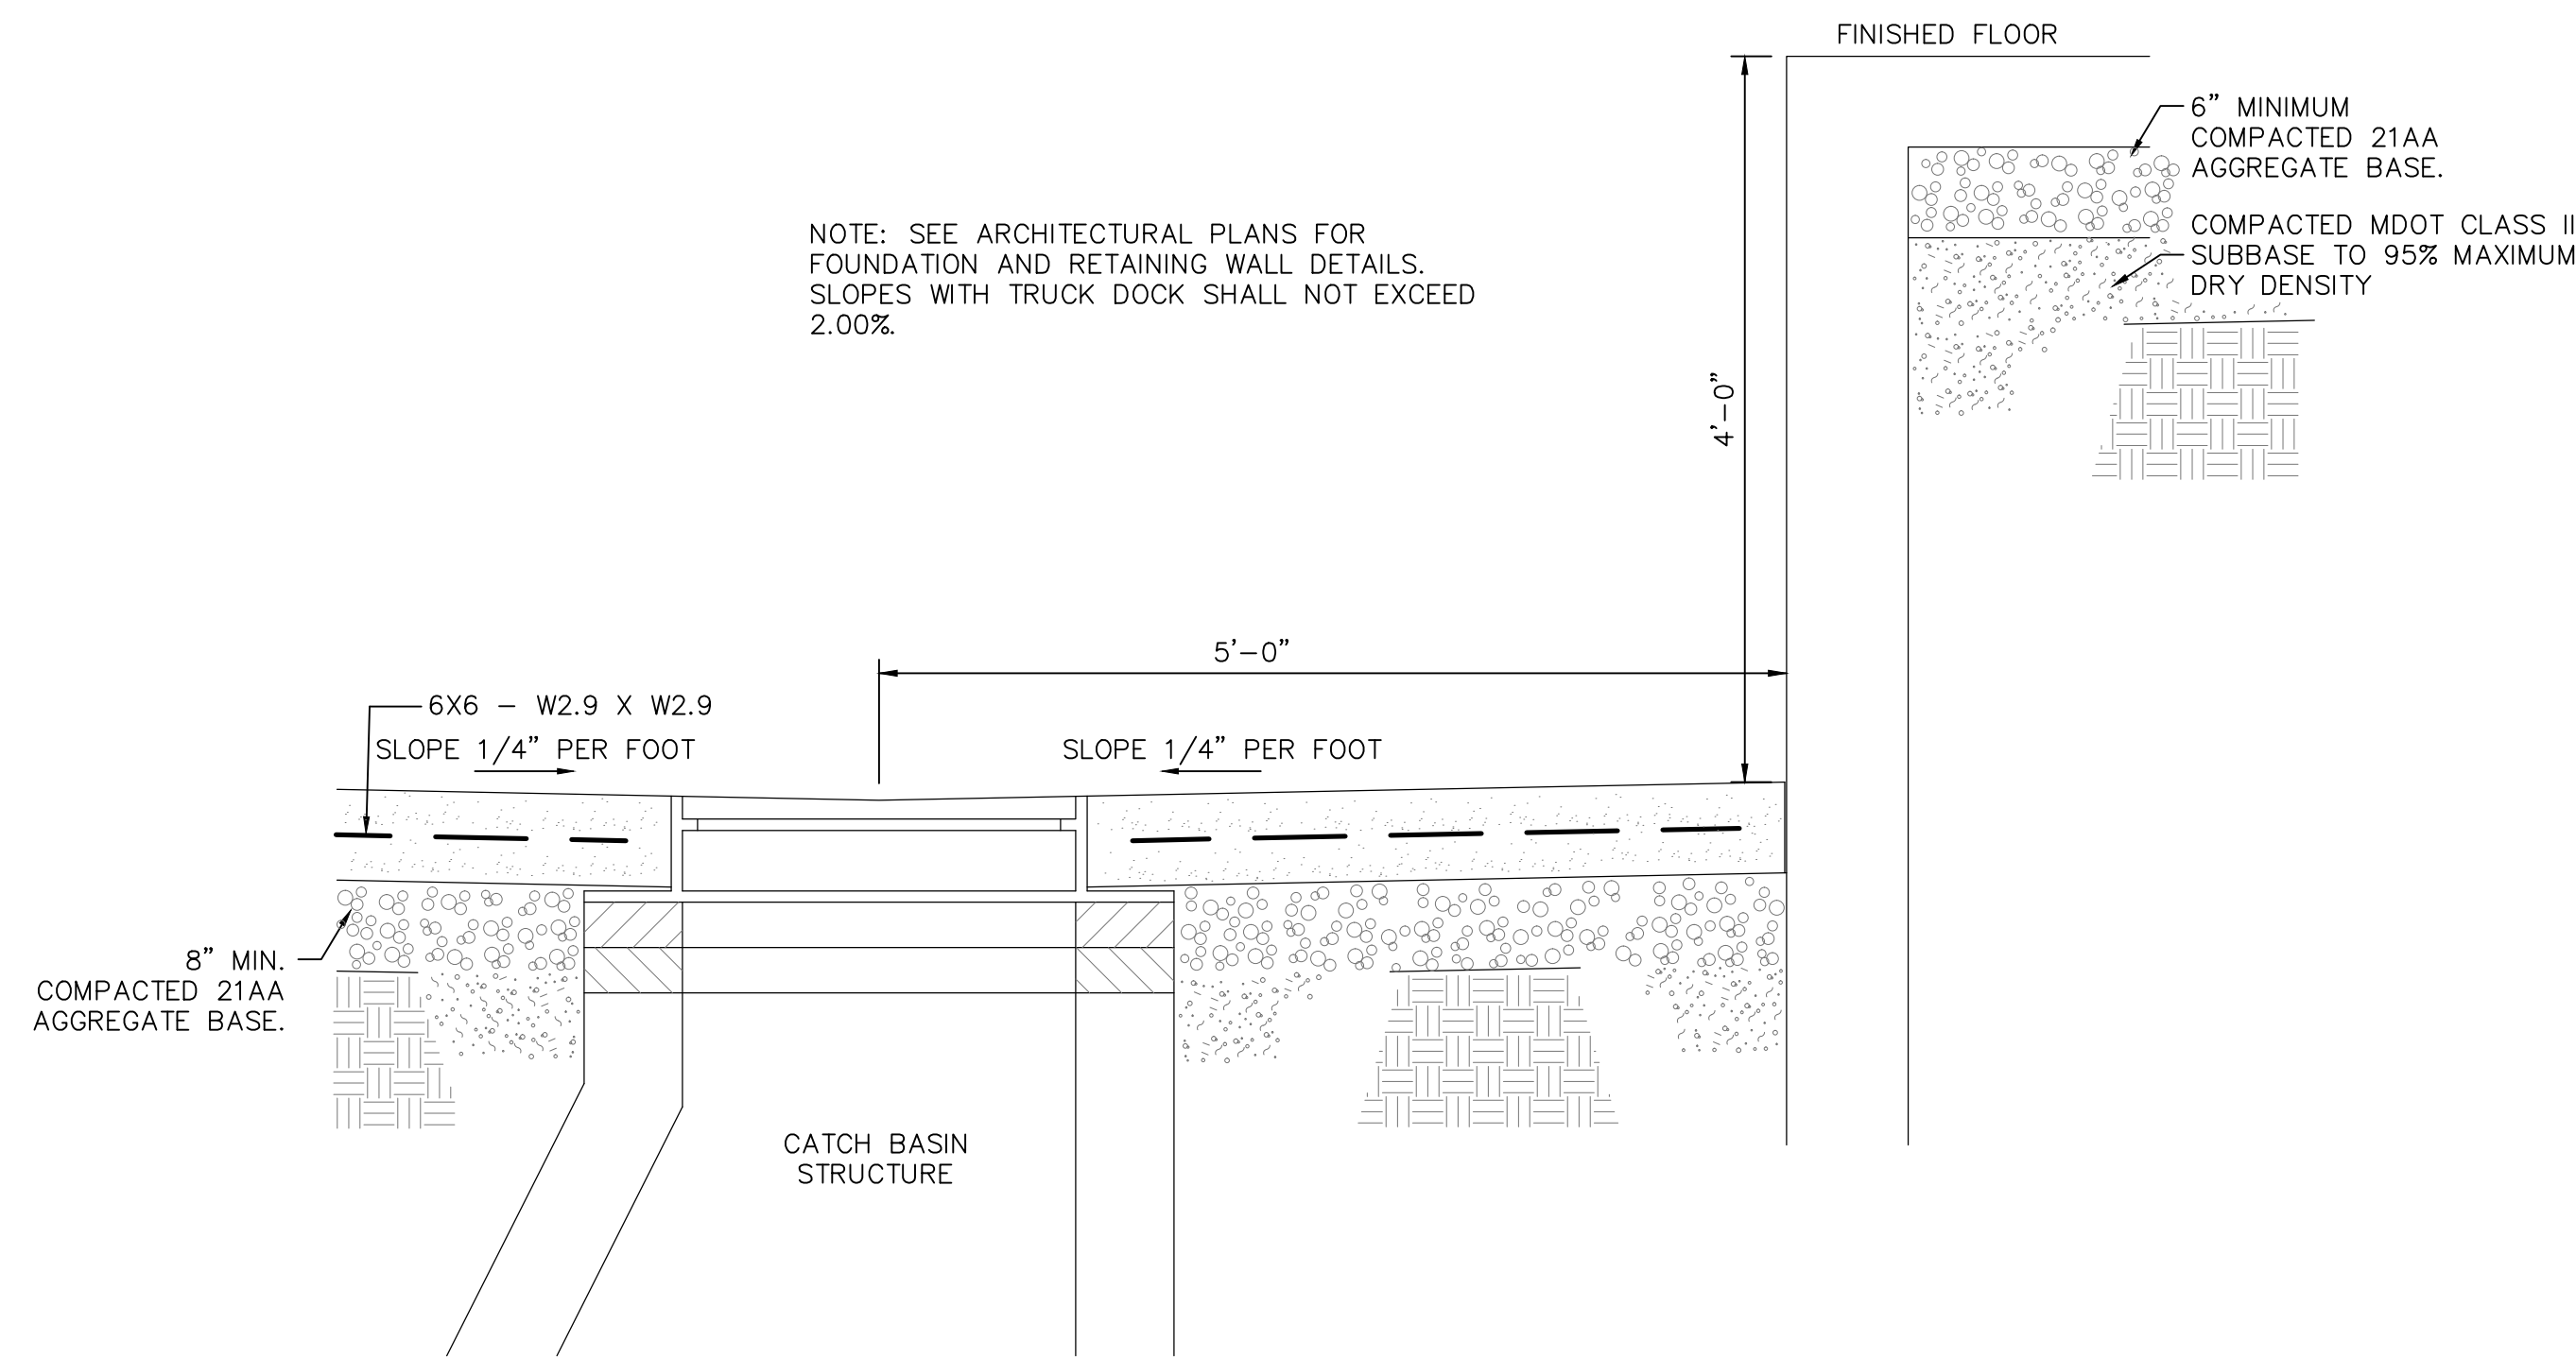 FINISHED FLOOR
6" MINIMUM
COMPACTED 21AA
AGGREGATE BASE.
COMPACTED MDOT CLASS II
SUBBASE TO 95% MAXIMUM
DRY DENSITY
NOTE: SEE ARCHITECTURAL PLANS FOR
FOUNDATION AND RETAINING WALL DETAILS.
SLOPES WITH TRUCK DOCK SHALL NOT EXCEED
2.00%.
4'-0"
5'-0"
6X6 - W2.9 X W2.9
SLOPE 1/4" PER FOOT
SLOPE 1/4" PER FOOT
8" MIN.
COMPACTED 21AA
AGGREGATE BASE.
CATCH BASIN
STRUCTURE